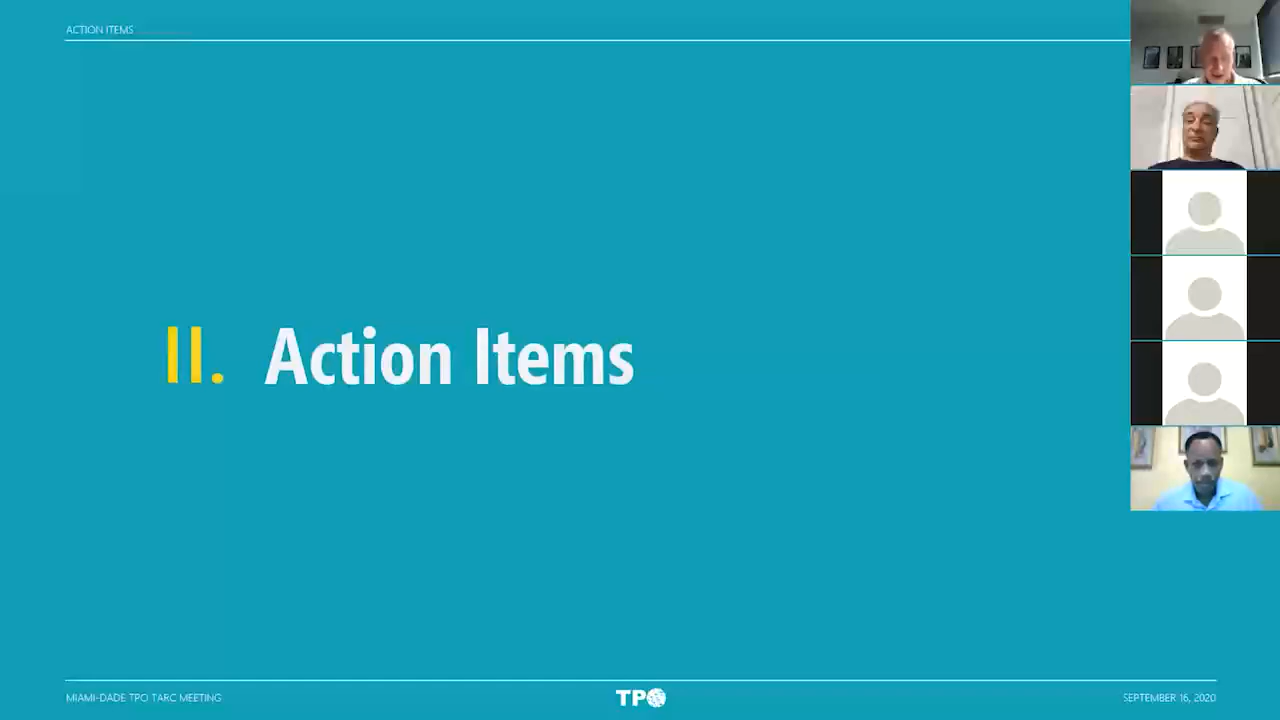 ACTION ITEMS
II. Action Items
MIAMI-DADE TPO TARC MEETING
TPO
SEPTEMBER 16, 2020